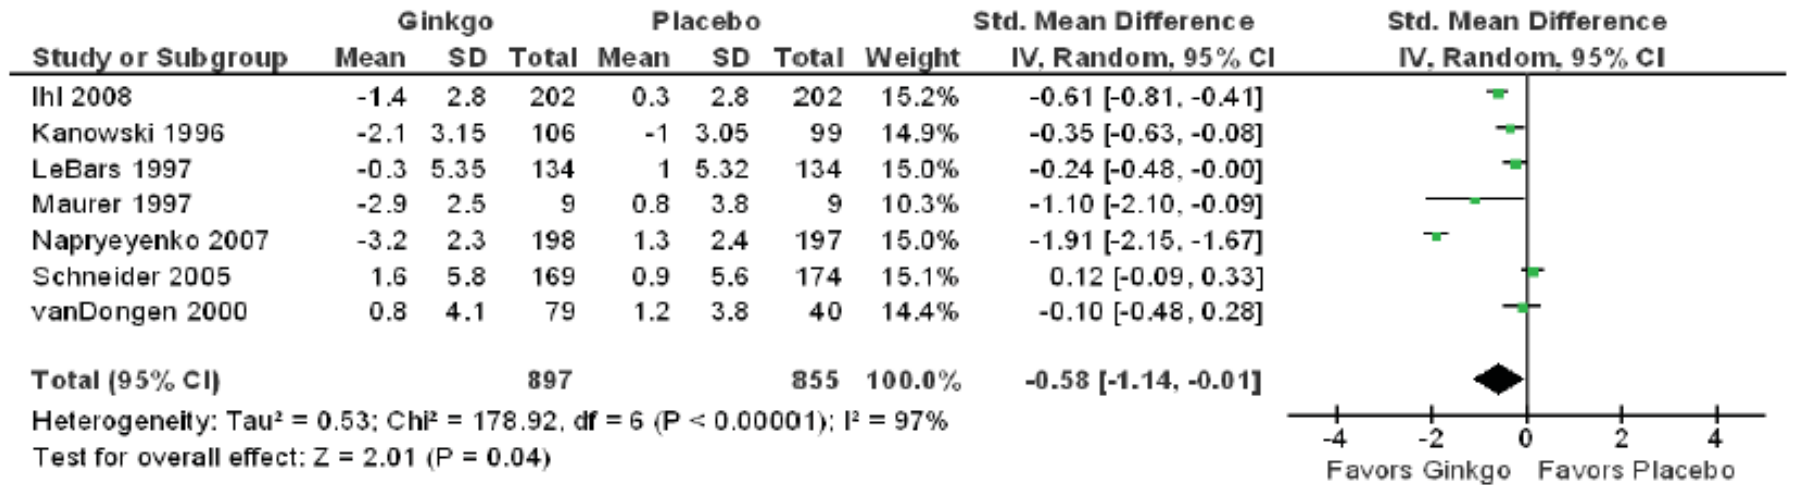 Ginkgo Placebo Std. Mean Difference Std. Mean Difference
Study or Subgroup Mean SD Total Mean SD Total Weight IV, Random, 95% CI IV, Random, 95% CI
Ihl 2008 -1.4 2.8 202 0.3 2.8 202 15.2% -0.61 [-0.81, -0.41]
Kanowski 1996 -2.1 3.15 106 -1 3.05 99 14.9% -0.35 [-0.63, -0.08]
LeBars 1997 -0.3 5.35 134 1 5.32 134 15.0% -0.24 [-0.48, -0.00]
Maurer 1997 -2.9 2.5 9 0.8 3.8 9 10.3% -1.10 [-2.10, -0.09]
Napryeyenko 2007 -3.2 2.3 198 1.3 2.4 197 15.0% -1.91 [-2.15, -1.67]
Schneider 2005 1.6 5.8 169 0.9 5.6 174 15.1% 0.12 [-0.09, 0.33]
vanDongen 2000 0.8 4.1 79 1.2 3.8 40 14.4% -0.10 [-0.48, 0.28]
Total (95% CI) 897 855 100.0% -0.58 [-1.14, -0.01]
Heterogeneity: Tau² = 0.53; Chi² = 178.92, df = 6 (P < 0.00001); I² = 97%
Test for overall effect: Z = 2.01 (P = 0.04)
-4 -2 0 2 4
Favors Ginkgo Favors Placebo